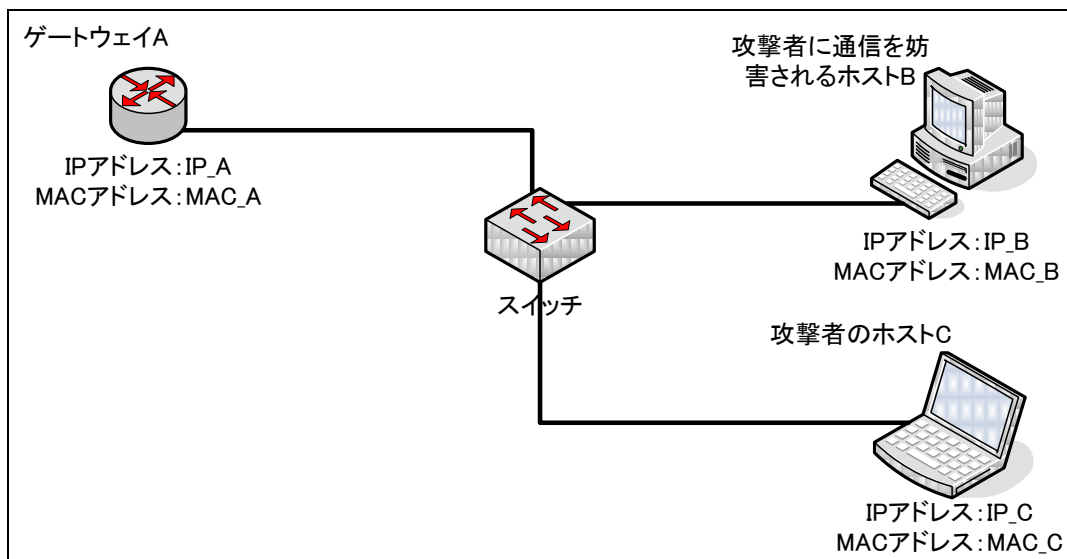 ゲートウェイA
IPアドレス:IP_A
MACアドレス:MAC_A
攻撃者に通信を妨
害されるホストB
IPアドレス:IP_B
MACアドレス:MAC_B
スイッチ
攻撃者のホストC
IPアドレス:IP_C
MACアドレス:MAC_C